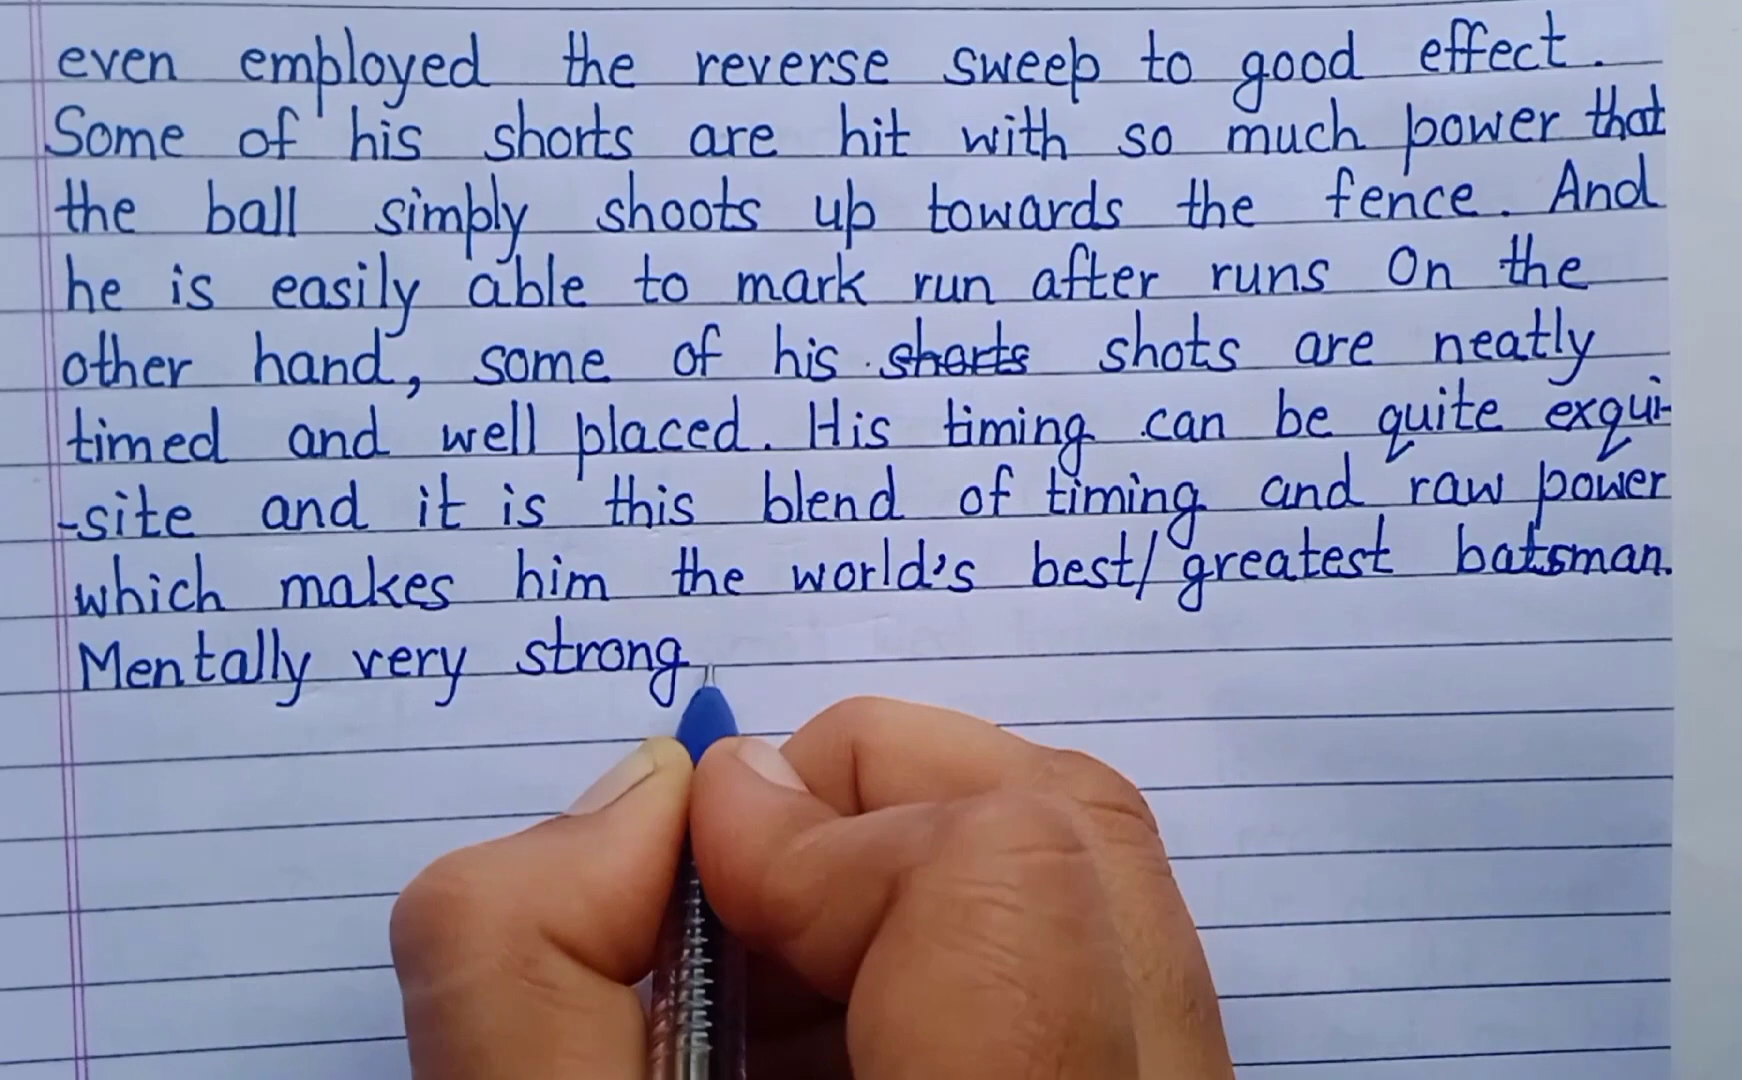 even employed the reverse sweep to good effect.
Some of his shorts are hit with so much power that
the ball simply shoots up towards the fence. And
he is easily able to mark run after runs On the
other hand, some of his shorts shots are neatly
timed and well placed. His timing can be quite exqui-
-site and it is this blend of timing and raw power
which makes him the world's best/greatest batsman.
Mentally very strong